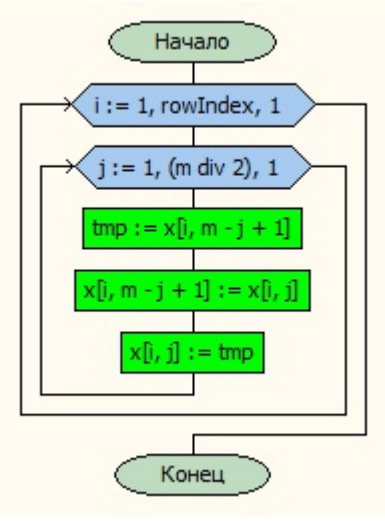 Начало
i := 1, rowIndex, 1
j := 1, (m div 2), 1
tmp := x[i, m - j + 1]
x[i, m - j + 1] := x[i, j]
x[i, j] := tmp
Конец